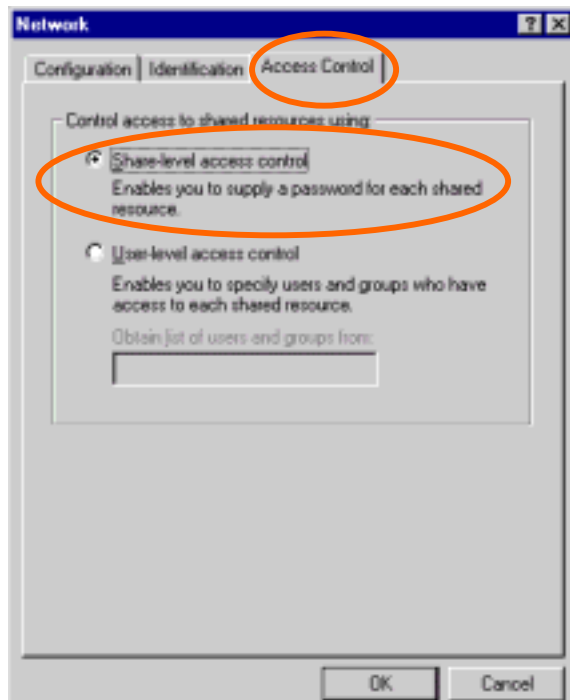 Network
Configuration Identification Access Control
Control access to shared resources using:
Share-level access control
Enables you to supply a password for each shared
resource.
User-level access control
Enables you to specify users and groups who have
access to each shared resource.
Obtain list of users and groups from:
OK Cancel